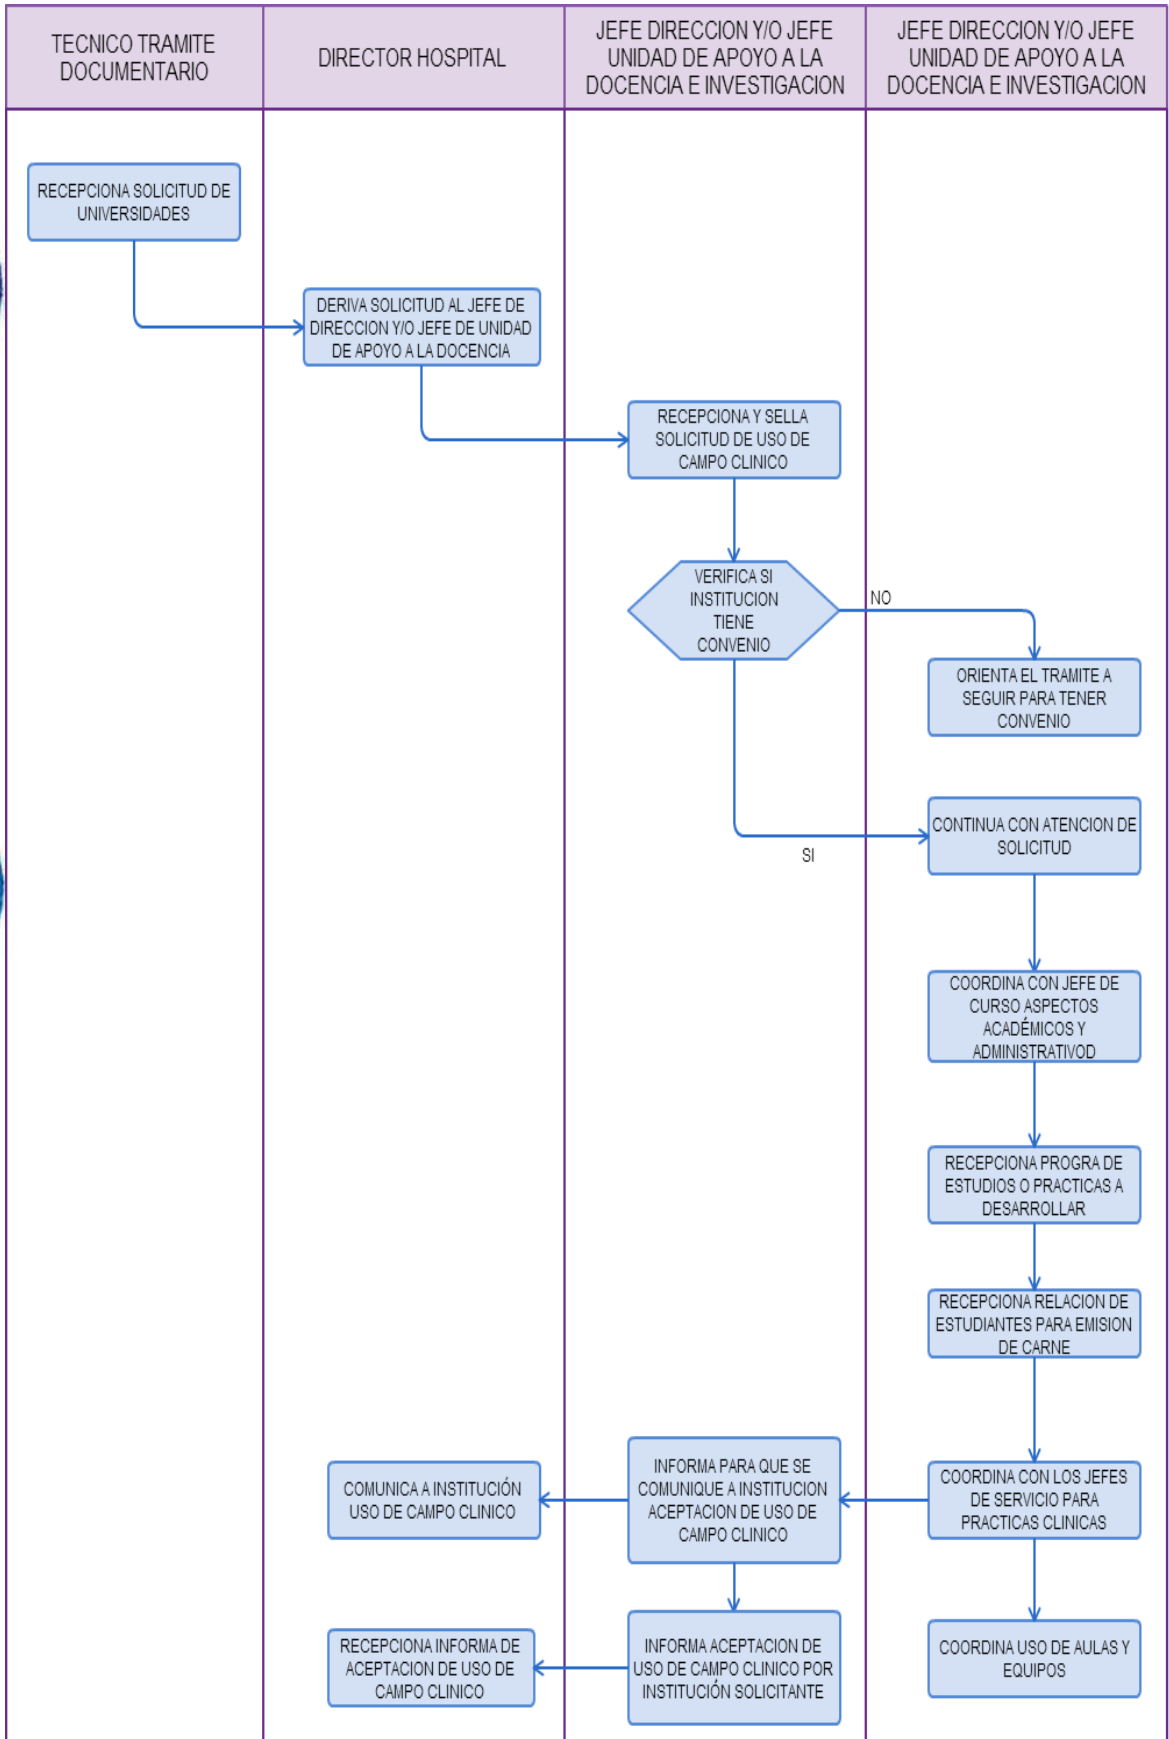 TECNICO TRAMITE
DOCUMENTARIO
DIRECTOR HOSPITAL
JEFE DIRECCION Y/O JEFE
UNIDAD DE APOYO A LA
DOCENCIA E INVESTIGACION
JEFE DIRECCION Y/O JEFE
UNIDAD DE APOYO A LA
DOCENCIA E INVESTIGACION
RECEPCIONA SOLICITUD DE
UNIVERSIDADES
DERIVA SOLICITUD AL JEFE DE
DIRECCION Y/O JEFE DE UNIDAD
DE APOYO A LA DOCENCIA
RECEPCIONA Y SELLA
SOLICITUD DE USO DE
CAMPO CLINICO
VERIFICA SI
INSTITUCION
TIENE
CONVENIO
NO
ORIENTA EL TRAMITE A
SEGUIR PARA TENER
CONVENIO
SI
CONTINUA CON ATENCION DE
SOLICITUD
COORDINA CON JEFE DE
CURSO ASPECTOS
ACADÉMICOS Y
ADMINISTRATIVOD
RECEPCIONA PROGRA DE
ESTUDIOS O PRACTICAS A
DESARROLLAR
RECEPCIONA RELACION DE
ESTUDIANTES PARA EMISION
DE CARNE
COORDINA CON LOS JEFES
DE SERVICIO PARA
PRACTICAS CLINICAS
INFORMA PARA QUE SE
COMUNIQUE A INSTITUCION
ACEPTACION DE USO DE
CAMPO CLINICO
COMUNICA A INSTITUCIÓN
USO DE CAMPO CLINICO
COORDINA USO DE AULAS Y
EQUIPOS
INFORMA ACEPTACION DE
USO DE CAMPO CLINICO POR
INSTITUCIÓN SOLICITANTE
RECEPCIONA INFORMA DE
ACEPTACION DE USO DE
CAMPO CLINICO